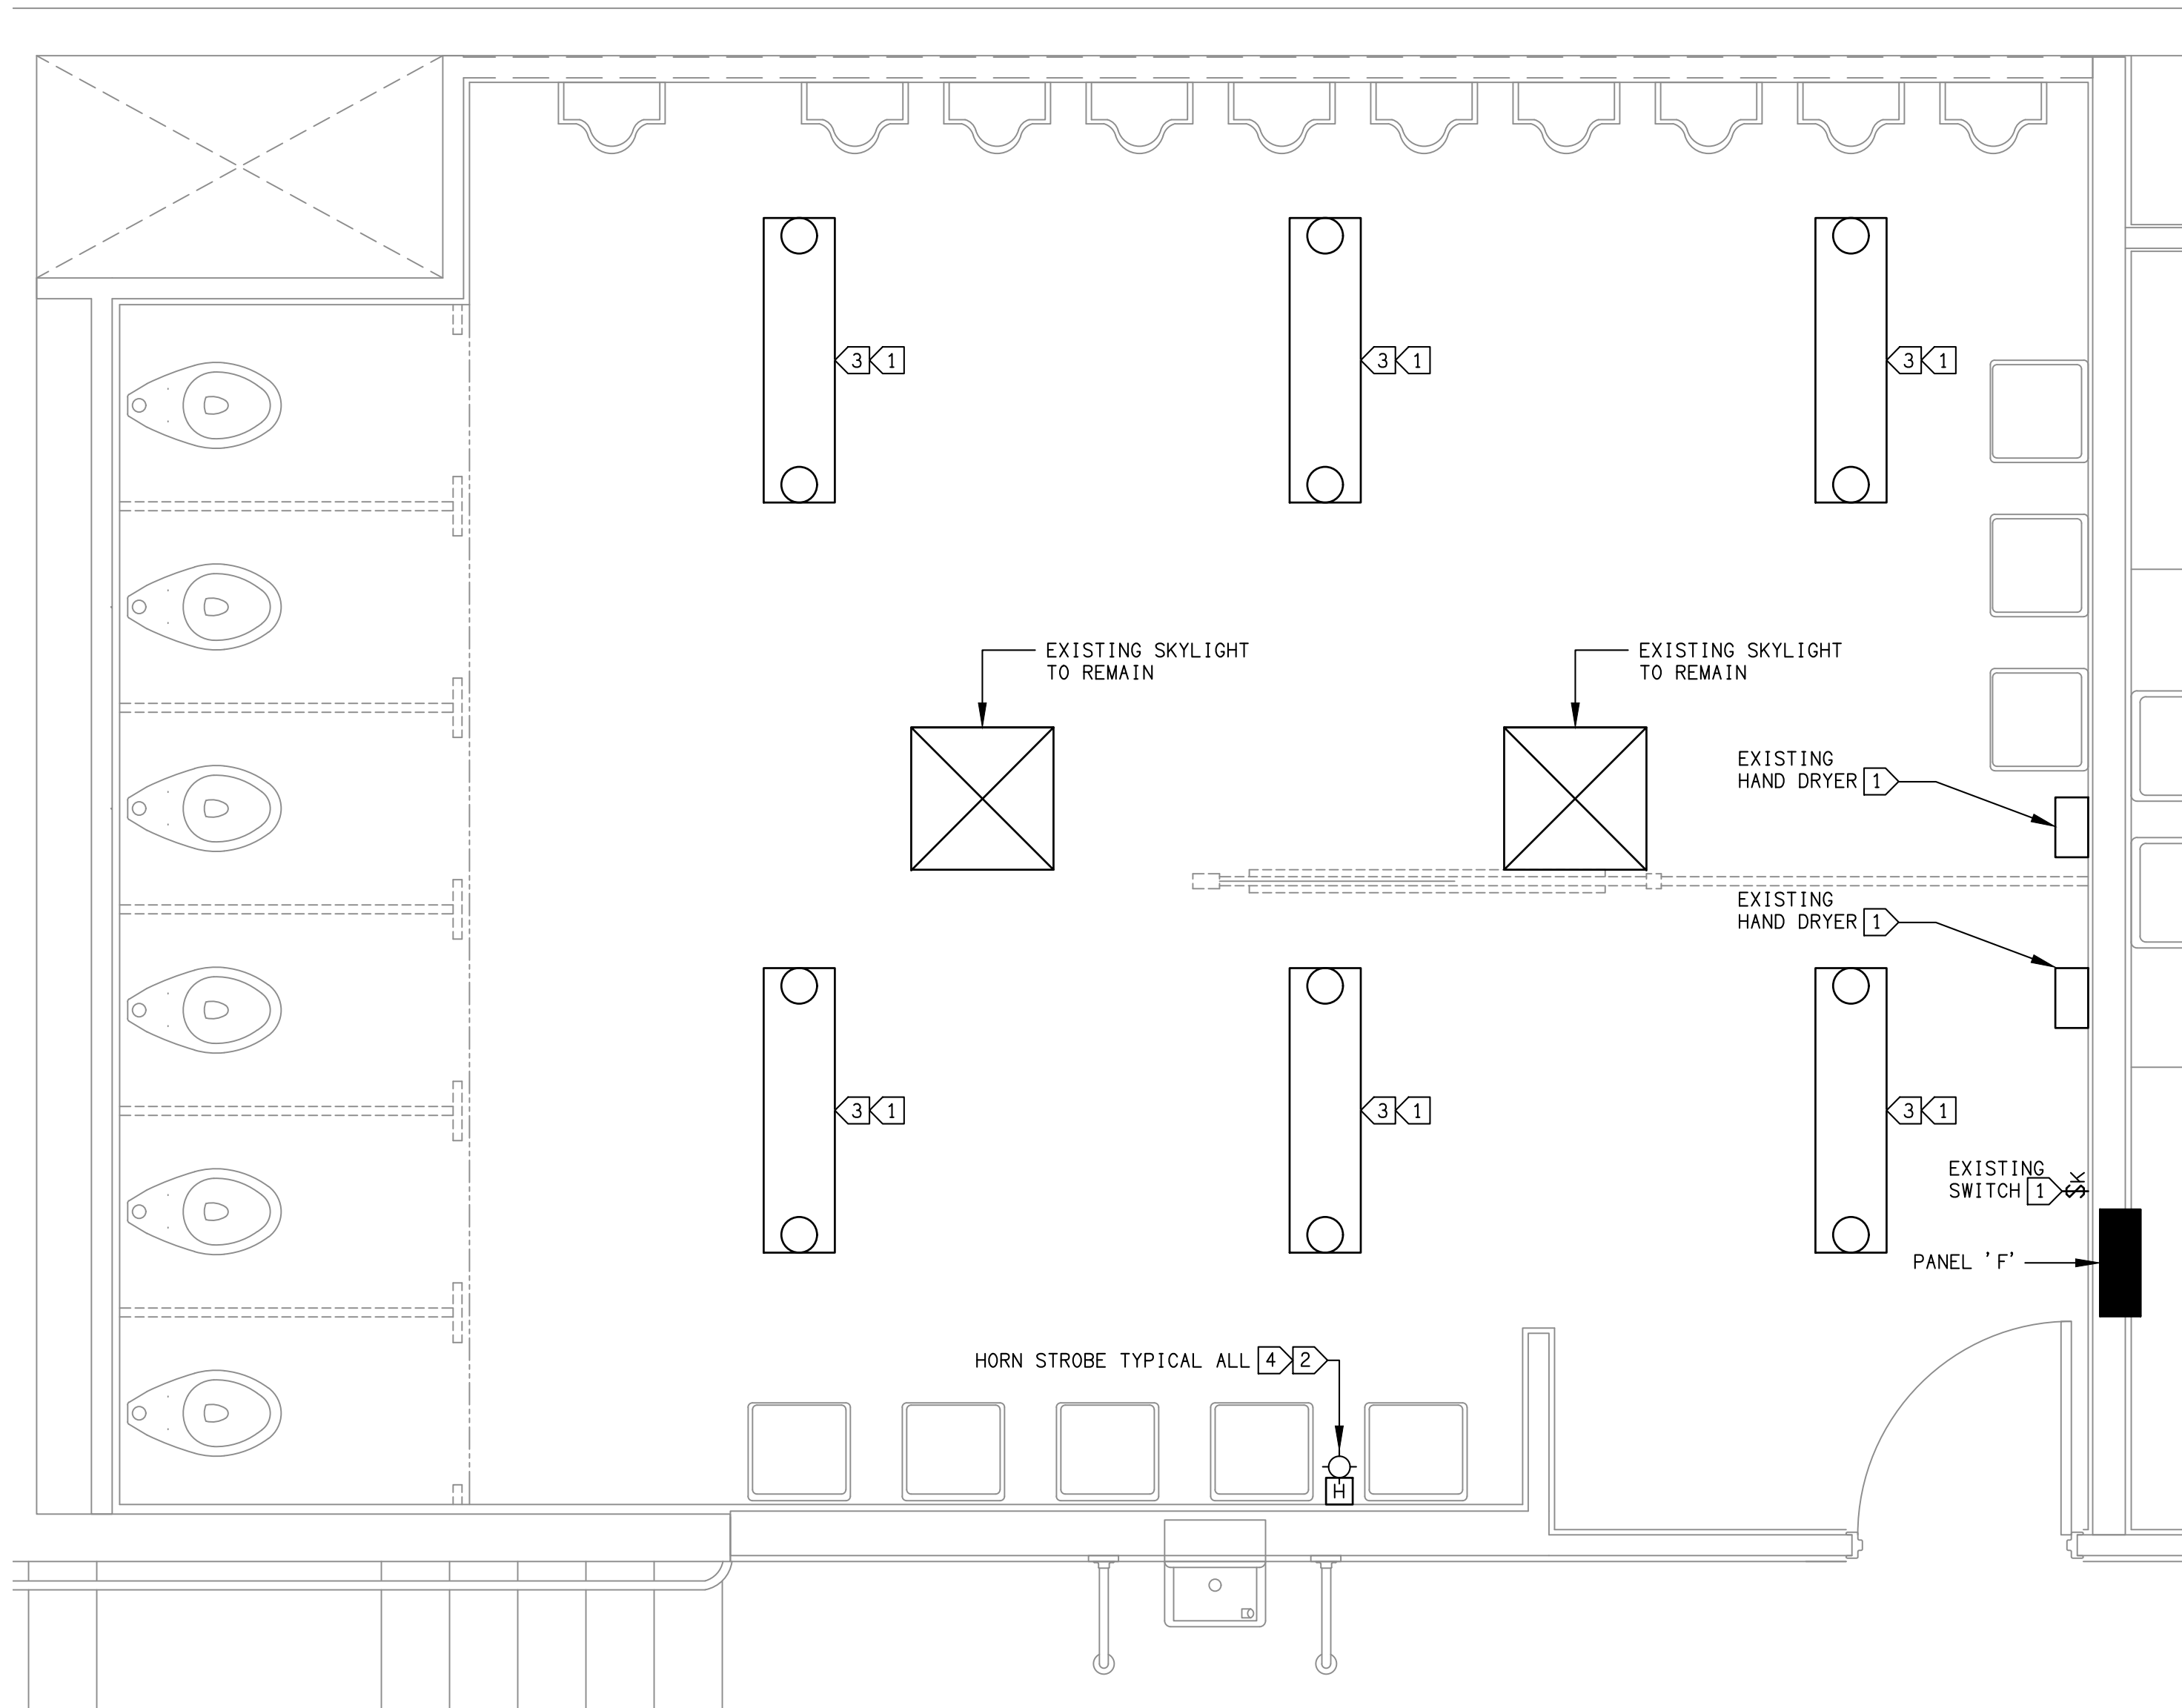 3 1
3 1
3 1
EXISTING SKYLIGHT
TO REMAIN
EXISTING SKYLIGHT
TO REMAIN
EXISTING
HAND DRYER 1
EXISTING
HAND DRYER 1
3 1
3 1
3 1
EXISTING
SWITCH 1
SK
PANEL 'F'
HORN STROBE TYPICAL ALL 4 2
H